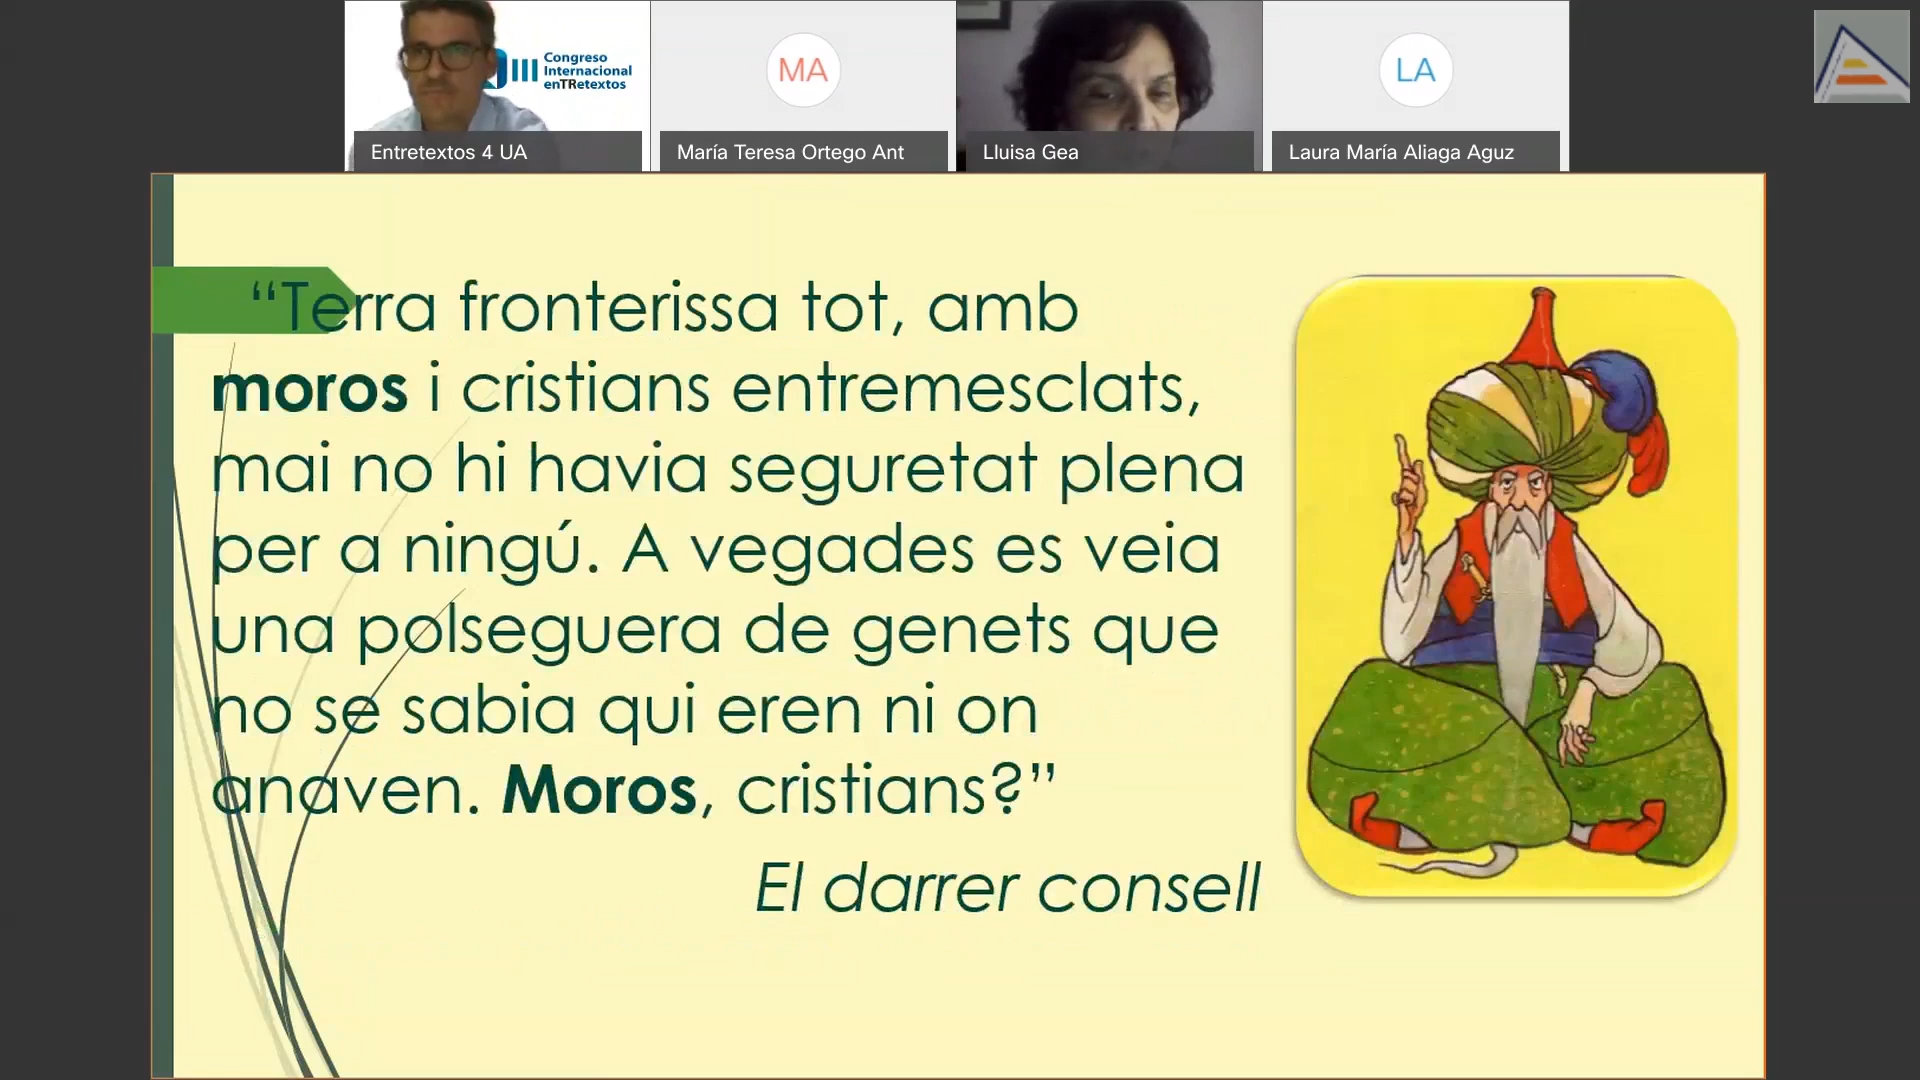 III Congreso
Internacional
enTRetextos
MA
LA
Entretextos 4 UA
María Teresa Ortego Ant
Lluisa Gea
Laura María Aliaga Aguz
“Terra fronterissa tot, amb
moros i cristians entremesclats,
mai no hi havia seguretat plena
per a ningú. A vegades es veia
una polseguera de genets que
no se sabia qui eren ni on
anaven. Moros, cristians?”
El darrer consell